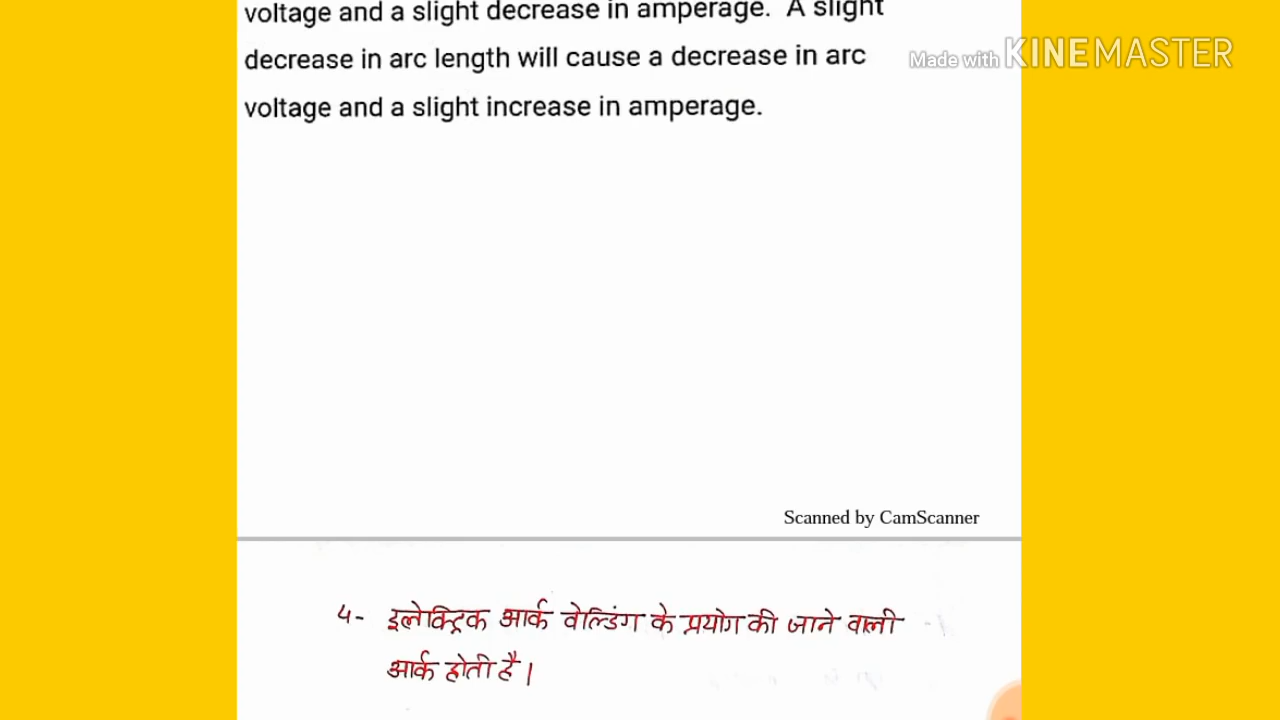 voltage and a slight decrease in amperage. A slight
decrease in arc length will cause a decrease in arc
Made with KINEMASTER
voltage and a slight increase in amperage.
Scanned by CamScanner
4- इलेक्ट्रिक आर्क वेल्डिंग के प्रयोग की जाने वाली
आर्क होती है।